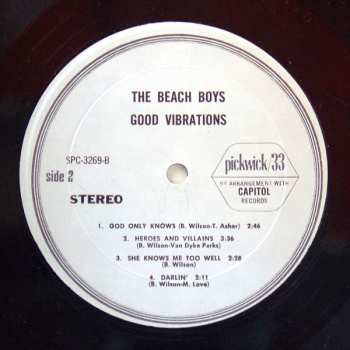 THE BEACH BOYS
GOOD VIBRATIONS
SPC-3269-B
side 2
STEREO
pickwick/33
BY ARRANGEMENT WITH
CAPITOL
RECORDS
1. GOD ONLY KNOWS (B. Wilson-T. Asher) 2:46
2. HEROES AND VILLAINS 3:36
(B. Wilson-Van Dyke Parks)
3. SHE KNOWS ME TOO WELL 2:28
(B. Wilson)
4. DARLIN' 2:11
(B. Wilson-M. Love)